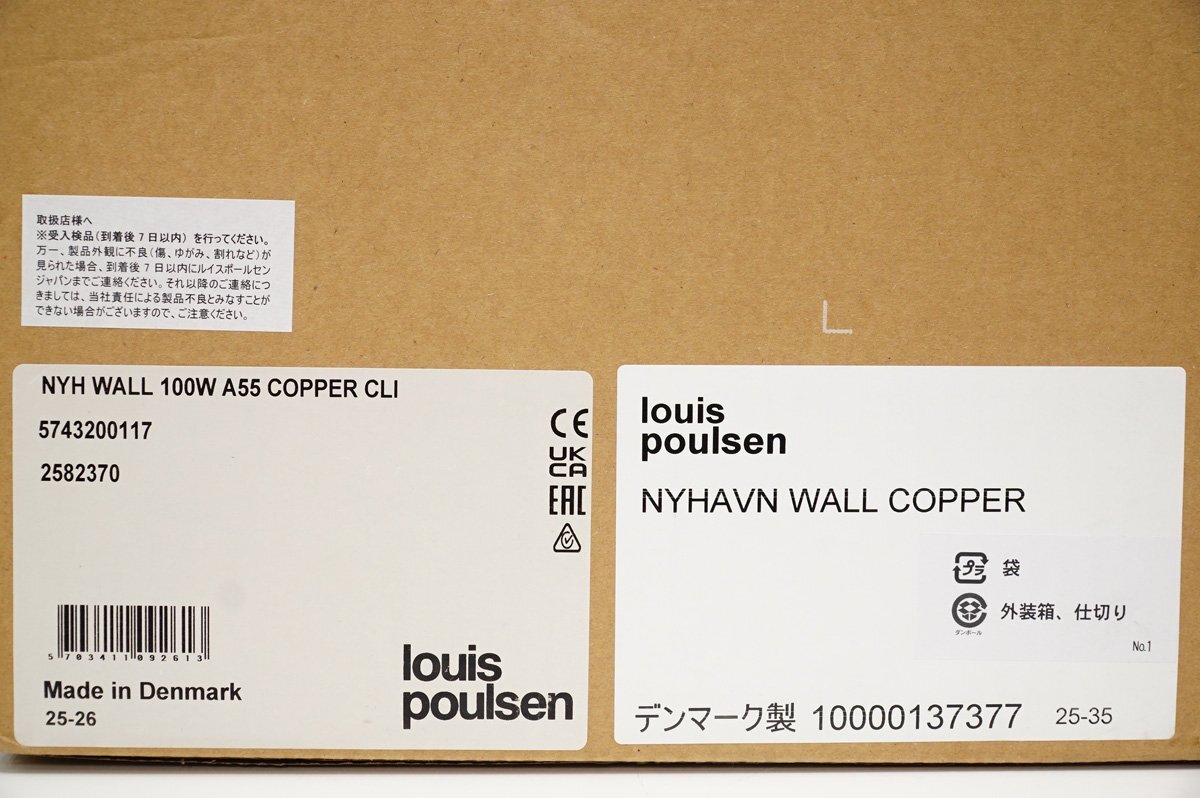 取扱店様へ
※受入検品(到着後7日以内) を行ってください。
万一、製品外観に不良(傷、ゆがみ、割れなど)が
見られた場合、到着後7日以内にルイスポールセン
ジャパンまでご連絡ください。それ以降のご連絡につ
きましては、当社責任による製品不良とみなすことが
できない場合がございますので、ご注意ください。
NYH WALL 100W A55 COPPER CLI
5743200117
2582370
CE
UK
CA
EAC
5703411092613
Made in Denmark
25-26
louis
poulsen
louis
poulsen
NYHAVN WALL COPPER
プラ 袋
外装箱、仕切り
ダンボール
No.1
デンマーク製 10000137377 25-35